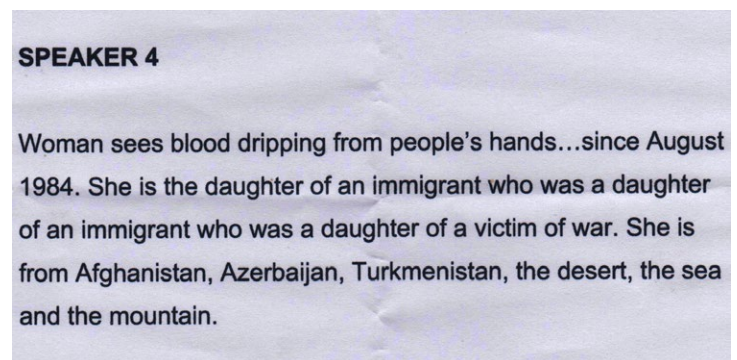 SPEAKER 4
Woman sees blood dripping from people's hands...since August
1984. She is the daughter of an immigrant who was a daughter
of an immigrant who was a daughter of a victim of war. She is
from Afghanistan, Azerbaijan, Turkmenistan, the desert, the sea
and the mountain.